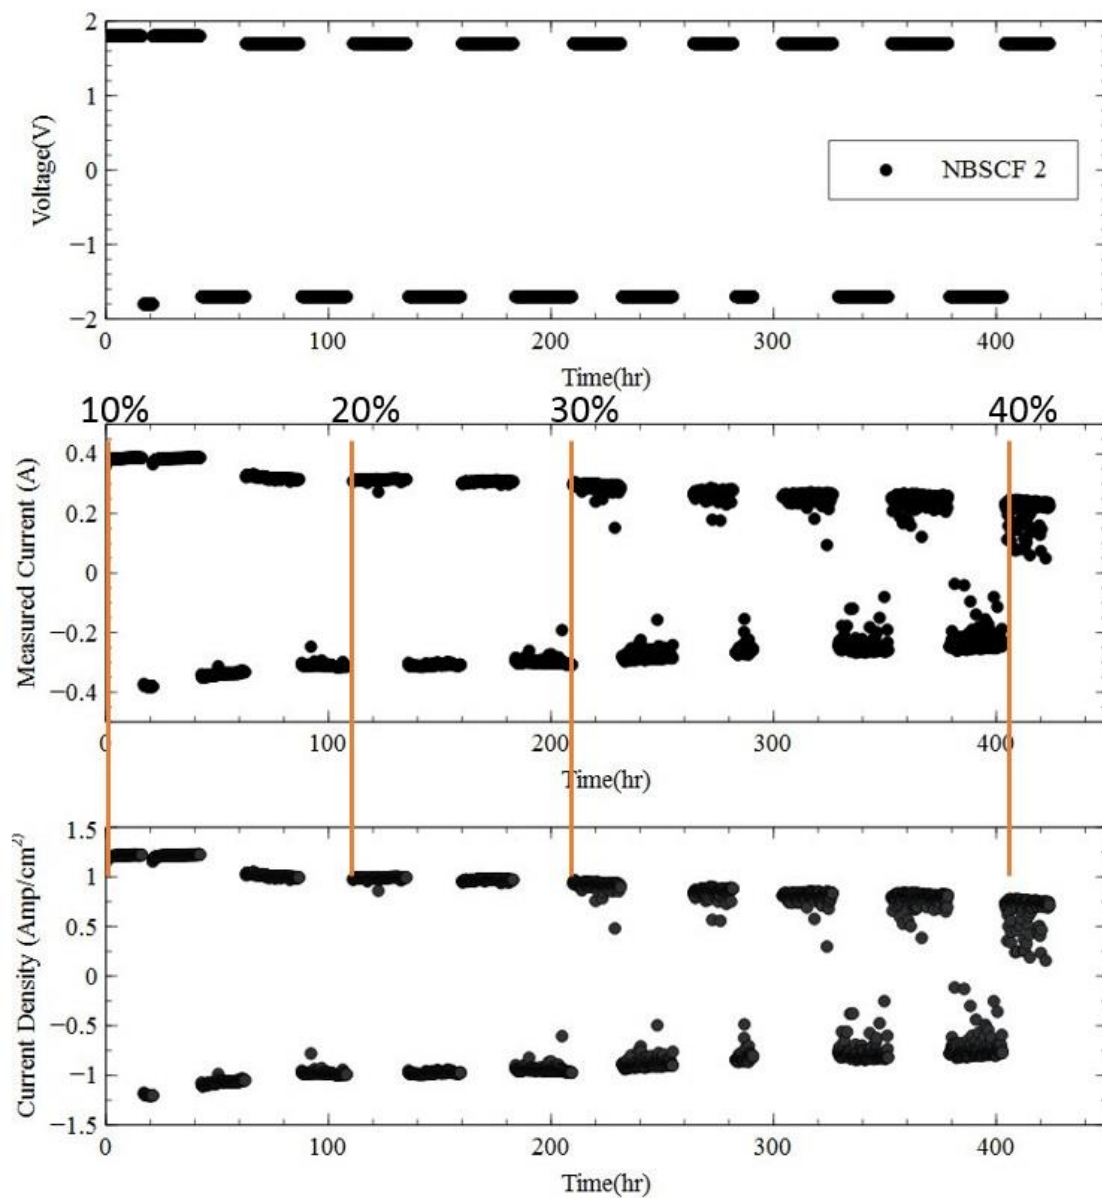 2
1
0
−1
−2
Voltage(V)
NBSCF 2
0 100 200 300 400
Time(hr)
10% 20% 30% 40%
0.4
0.2
0
−0.2
−0.4
Measured Current (A)
0 100 200 300 400
Time(hr)
1.5
1
0.5
0
−0.5
−1
−1.5
Current Density (Amp/cm²)
0 100 200 300 400
Time(hr)